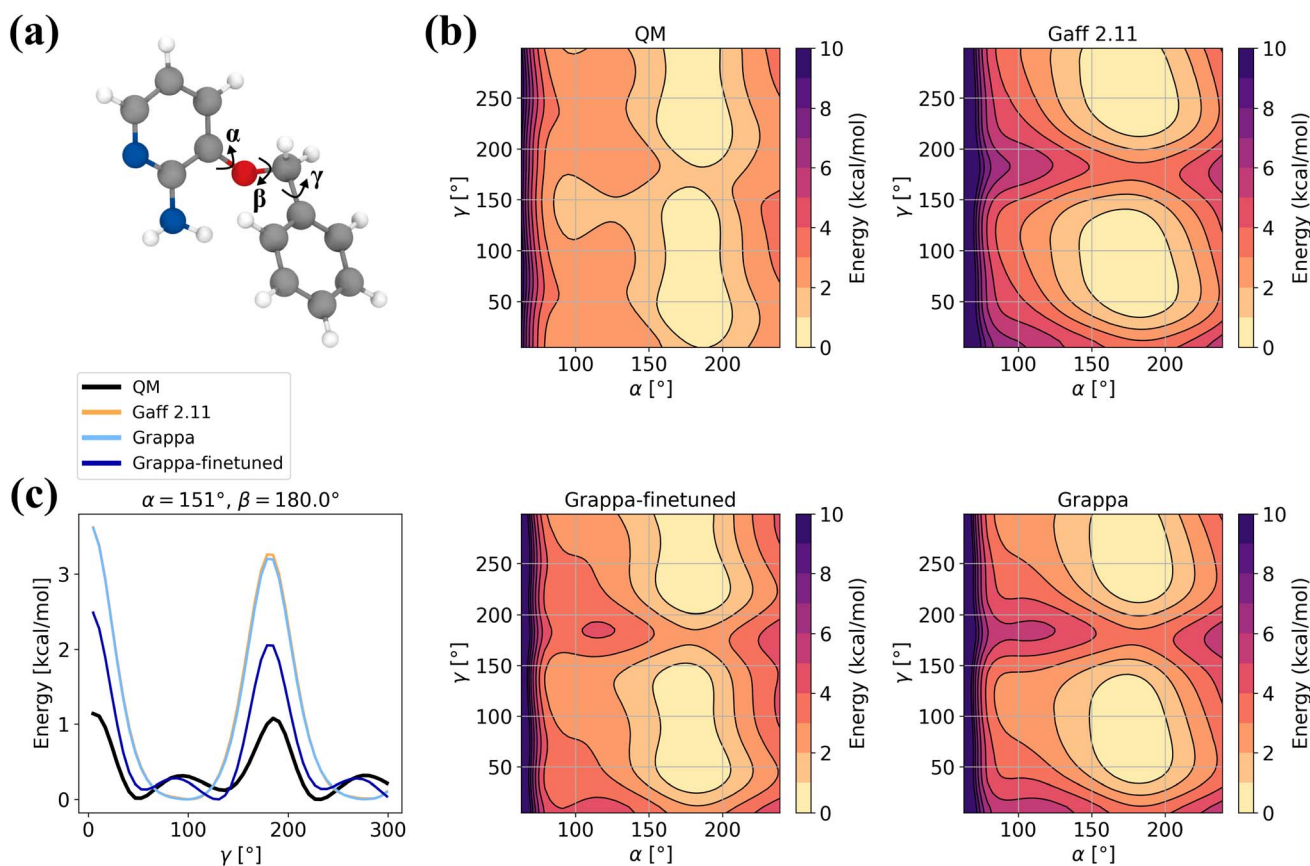 (a)
α
β
γ
(b)
QM
Energy (kcal/mol)
γ [°]
α [°]
50
100
150
200
250
100
150
200
0
2
4
6
8
10
Gaff 2.11
Energy (kcal/mol)
γ [°]
α [°]
50
100
150
200
250
100
150
200
0
2
4
6
8
10
QM
Gaff 2.11
Grappa
Grappa-finetuned
(c)
α = 151°, β = 180.0°
Energy [kcal/mol]
0
1
2
3
0
100
200
300
γ [°]
Grappa-finetuned
Energy (kcal/mol)
γ [°]
α [°]
50
100
150
200
250
100
150
200
0
2
4
6
8
10
Grappa
Energy (kcal/mol)
γ [°]
α [°]
50
100
150
200
250
100
150
200
0
2
4
6
8
10